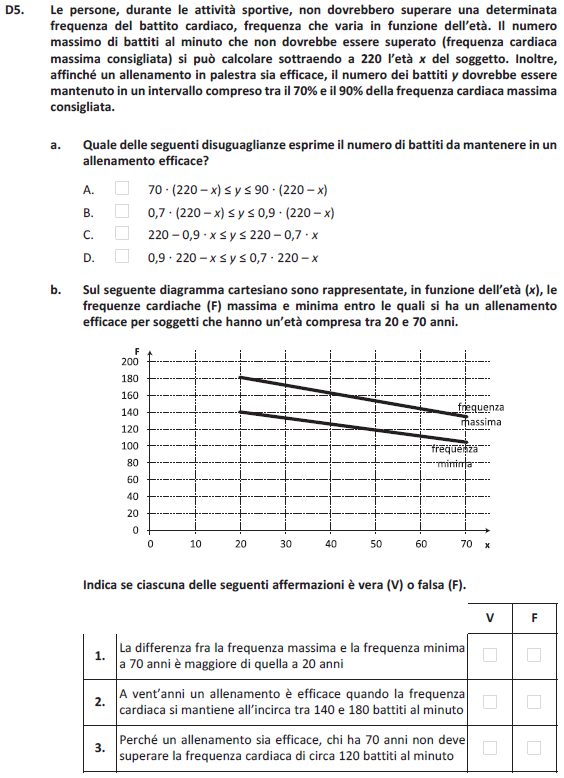 D5. Le persone, durante le attività sportive, non dovrebbero superare una determinata
frequenza del battito cardiaco, frequenza che varia in funzione dell'età. Il numero
massimo di battiti al minuto che non dovrebbe essere superato (frequenza cardiaca
massima consigliata) si può calcolare sottraendo a 220 l'età x del soggetto. Inoltre,
affinché un allenamento in palestra sia efficace, il numero dei battiti y dovrebbe essere
mantenuto in un intervallo compreso tra il 70% e il 90% della frequenza cardiaca massima
consigliata.
a. Quale delle seguenti disuguaglianze esprime il numero di battiti da mantenere in un
allenamento efficace?
A. 70 · (220 – x) ≤ y ≤ 90 · (220 – x)
B. 0,7 · (220 – x) ≤ y ≤ 0,9 · (220 – x)
C. 220 – 0,9 · x ≤ y ≤ 220 – 0,7 · x
D. 0,9 · 220 – x ≤ y ≤ 0,7 · 220 – x
b. Sul seguente diagramma cartesiano sono rappresentate, in funzione dell'età (x), le
frequenze cardiache (F) massima e minima entro le quali si ha un allenamento
efficace per soggetti che hanno un'età compresa tra 20 e 70 anni.
F
200
180
160
140
120
100
80
60
40
20
0
frequenza
massima
frequenza
minima
0 10 20 30 40 50 60 70 x
Indica se ciascuna delle seguenti affermazioni è vera (V) o falsa (F).
V F
1. La differenza fra la frequenza massima e la frequenza minima
a 70 anni è maggiore di quella a 20 anni
2. A vent'anni un allenamento è efficace quando la frequenza
cardiaca si mantiene all'incirca tra 140 e 180 battiti al minuto
3. Perché un allenamento sia efficace, chi ha 70 anni non deve
superare la frequenza cardiaca di circa 120 battiti al minuto